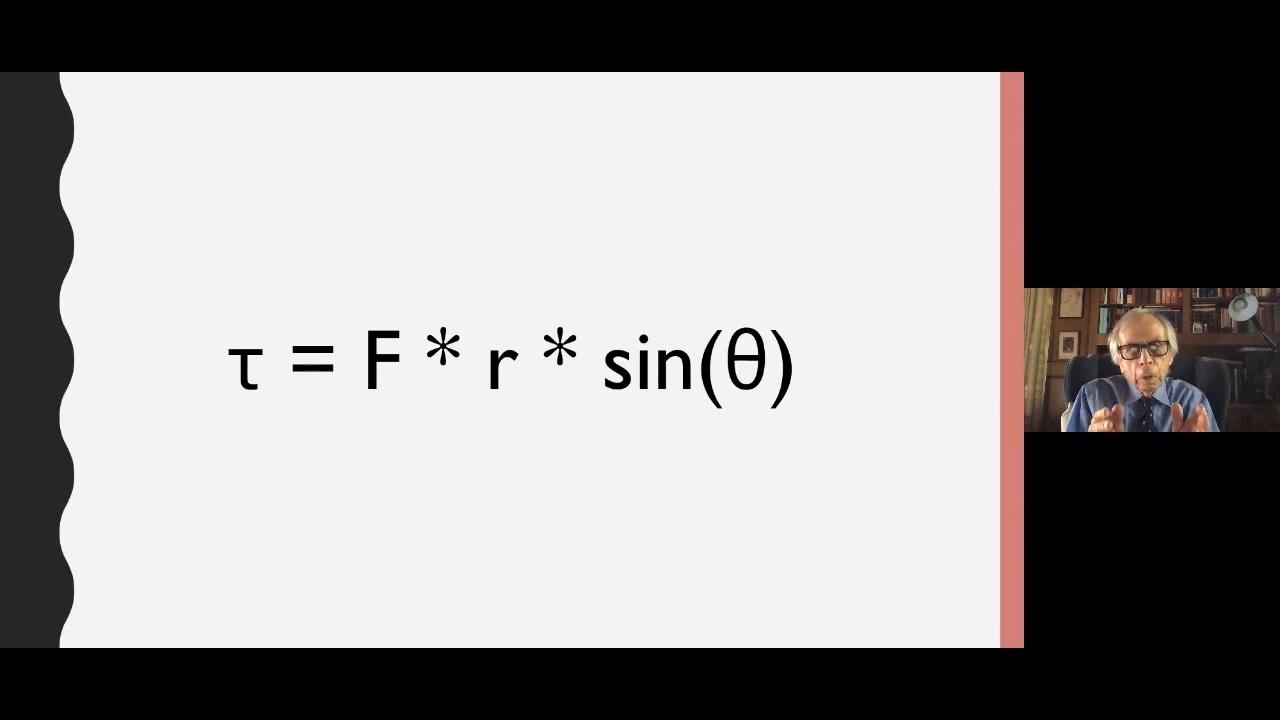 τ = F * r * sin(θ)